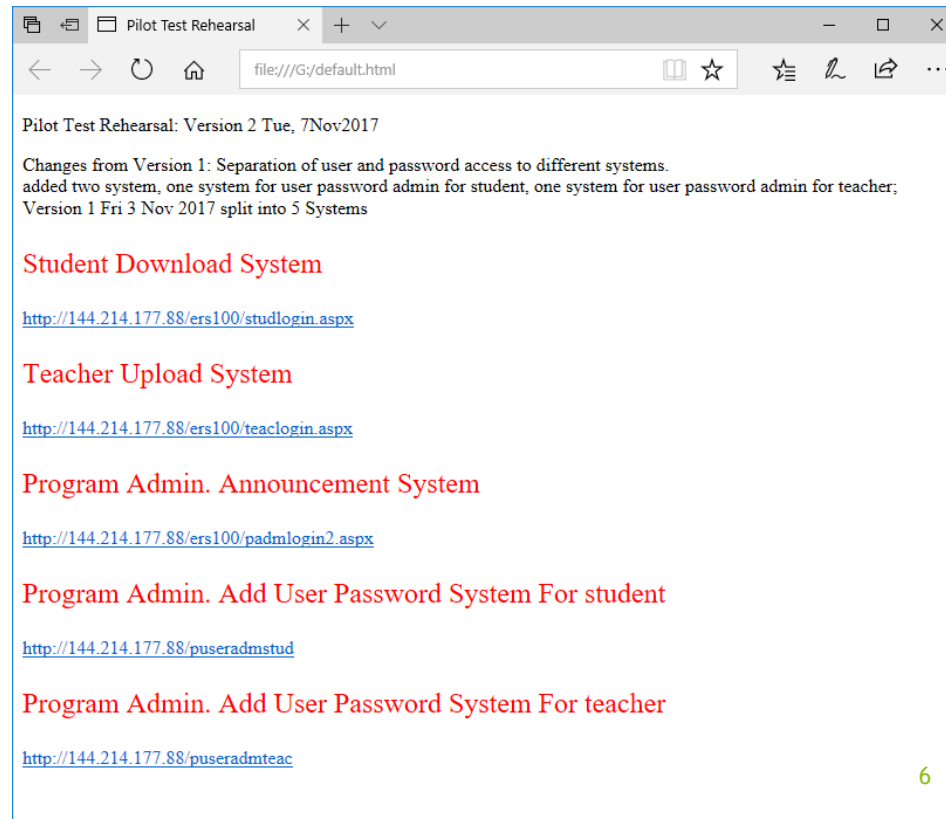 Pilot Test Rehearsal
file:///G:/default.html
Pilot Test Rehearsal: Version 2 Tue, 7Nov2017
Changes from Version 1: Separation of user and password access to different systems.
added two system, one system for user password admin for student, one system for user password admin for teacher;
Version 1 Fri 3 Nov 2017 split into 5 Systems
Student Download System
http://144.214.177.88/ers100/studlogin.aspx
Teacher Upload System
http://144.214.177.88/ers100/teaclogin.aspx
Program Admin. Announcement System
http://144.214.177.88/ers100/padmlogin2.aspx
Program Admin. Add User Password System For student
http://144.214.177.88/puseradmstud
Program Admin. Add User Password System For teacher
http://144.214.177.88/puseradmteac
6